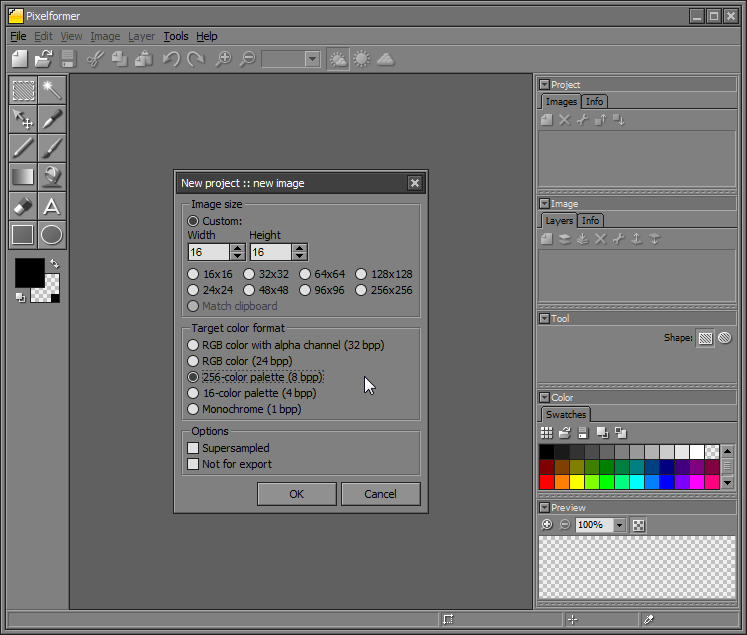 Pixelformer
File Edit View Image Layer Tools Help
Project
Images Info
Image
Layers Info
Tool
Shape:
Color
Swatches
Preview
100%
New project :: new image
Image size
Custom:
Width Height
16 16
16x16 32x32 64x64 128x128
24x24 48x48 96x96 256x256
Match clipboard
Target color format
RGB color with alpha channel (32 bpp)
RGB color (24 bpp)
256-color palette (8 bpp)
16-color palette (4 bpp)
Monochrome (1 bpp)
Options
Supersampled
Not for export
OK Cancel